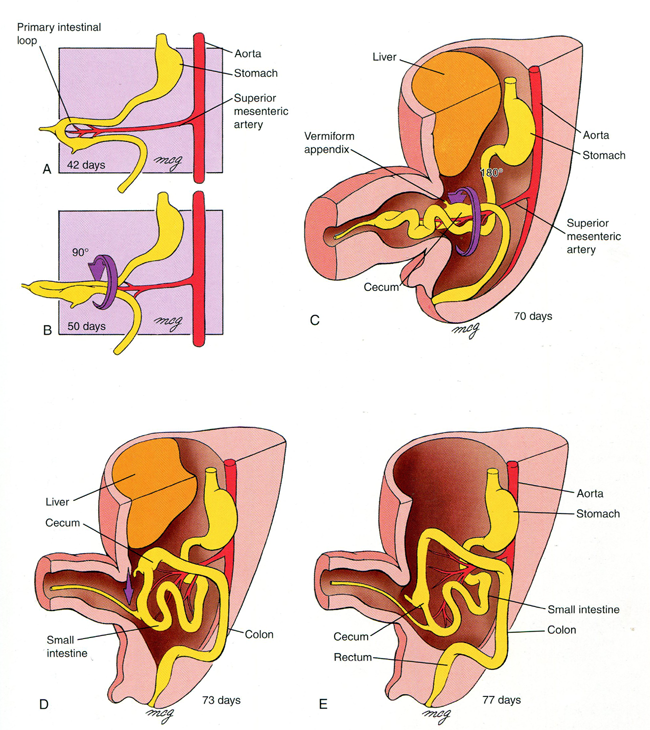 Primary intestinal
loop
Aorta
Stomach
Superior
mesenteric
artery
A
42 days
mcg
90°
B
50 days
mcg
Liver
Vermiform
appendix
180°
Aorta
Stomach
Superior
mesenteric
artery
Cecum
C
70 days
mcg
Liver
Cecum
Small
intestine
Colon
D
73 days
mcg
Aorta
Stomach
Small intestine
Cecum
Colon
Rectum
E
77 days
mcg